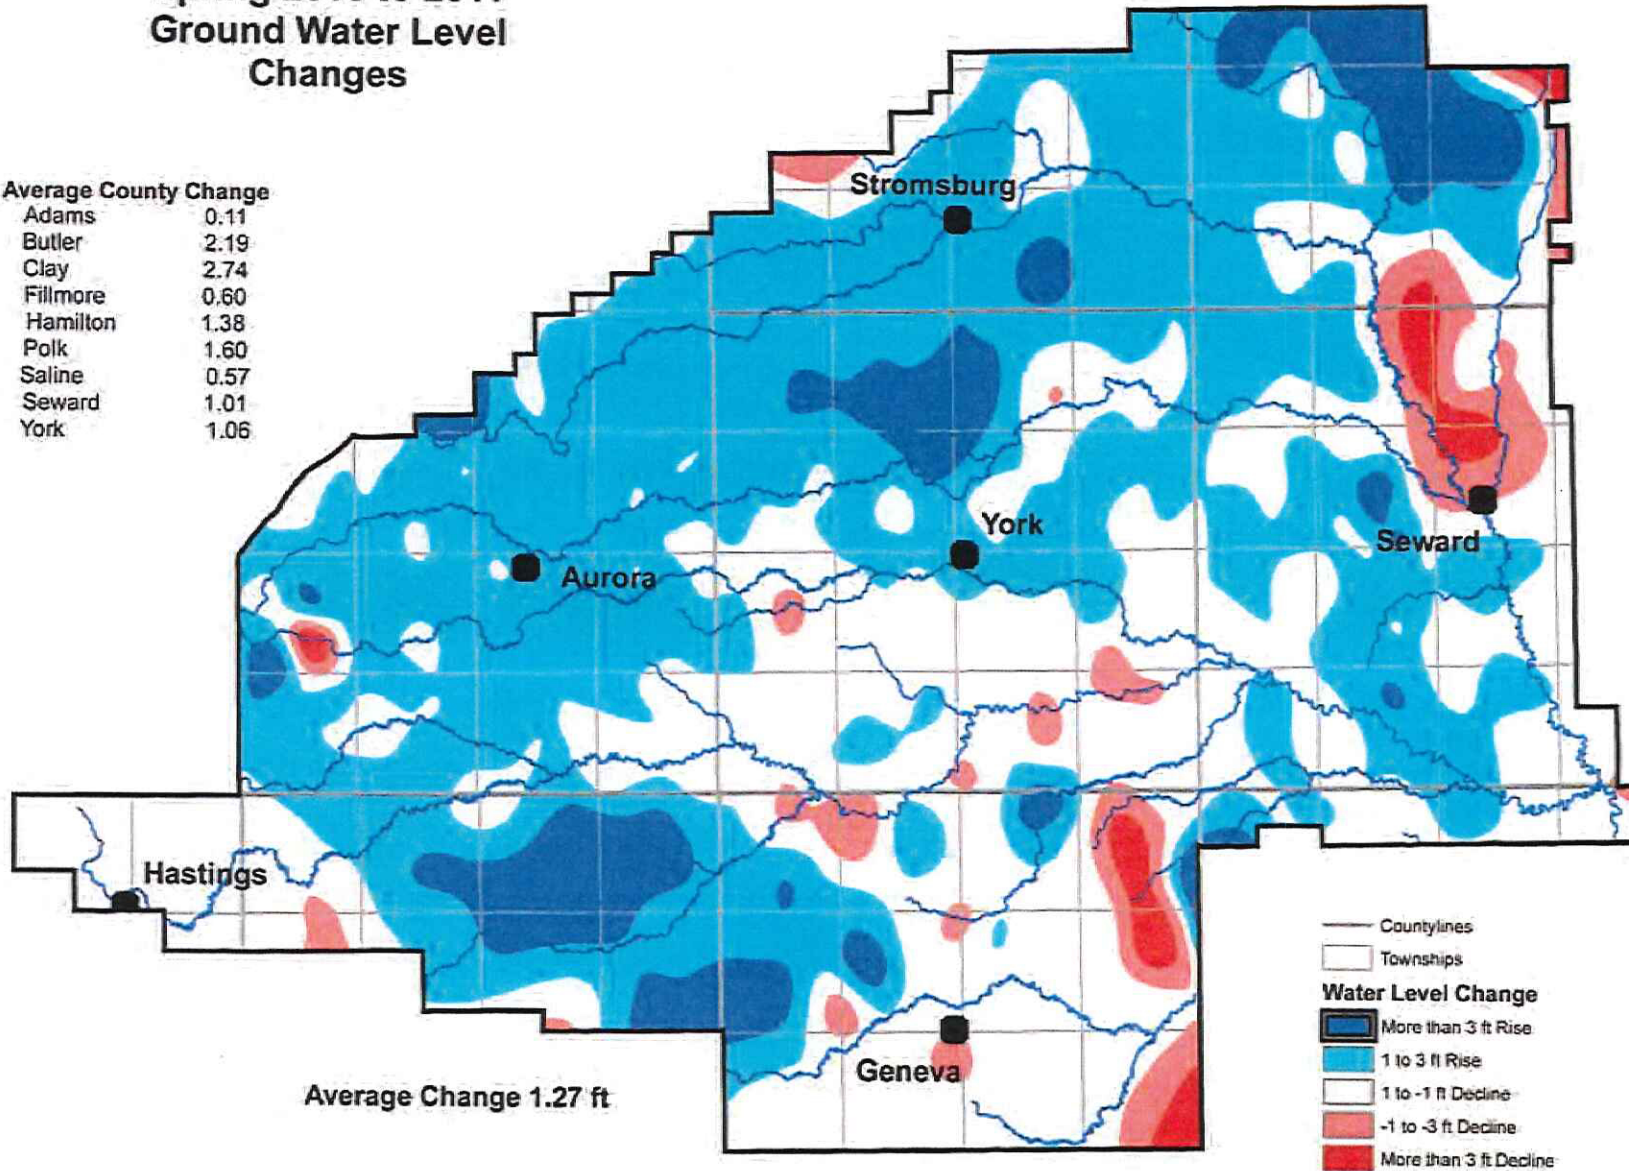 Ground Water Level
Changes
Average County Change
Adams 0.11
Butler 2.19
Clay 2.74
Fillmore 0.60
Hamilton 1.38
Polk 1.60
Saline 0.57
Seward 1.01
York 1.06
Stromsburg
York
Seward
Aurora
Hastings
Geneva
Average Change 1.27 ft
Countylines
Townships
Water Level Change
More than 3 ft Rise
1 to 3 ft Rise
1 to -1 ft Decline
-1 to -3 ft Decline
More than 3 ft Decline